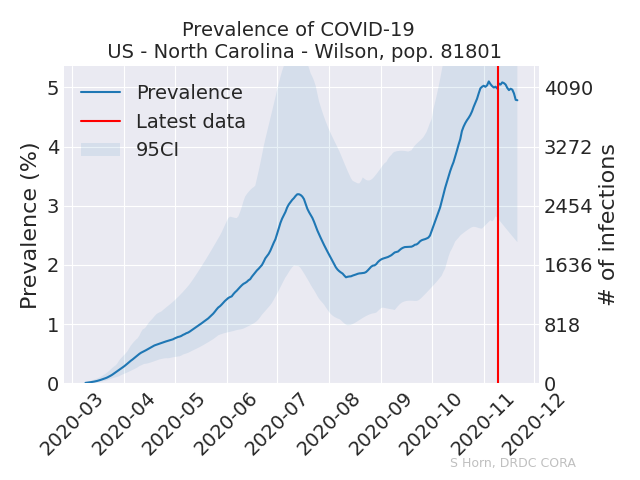 Prevalence of COVID-19
US - North Carolina - Wilson, pop. 81801
Prevalence
Latest data
95CI
Prevalence (%)
5
4
3
2
1
0
4090
3272
2454
1636
818
0
# of infections
2020-03
2020-04
2020-05
2020-06
2020-07
2020-08
2020-09
2020-10
2020-11
2020-12
S Horn, DRDC CORA